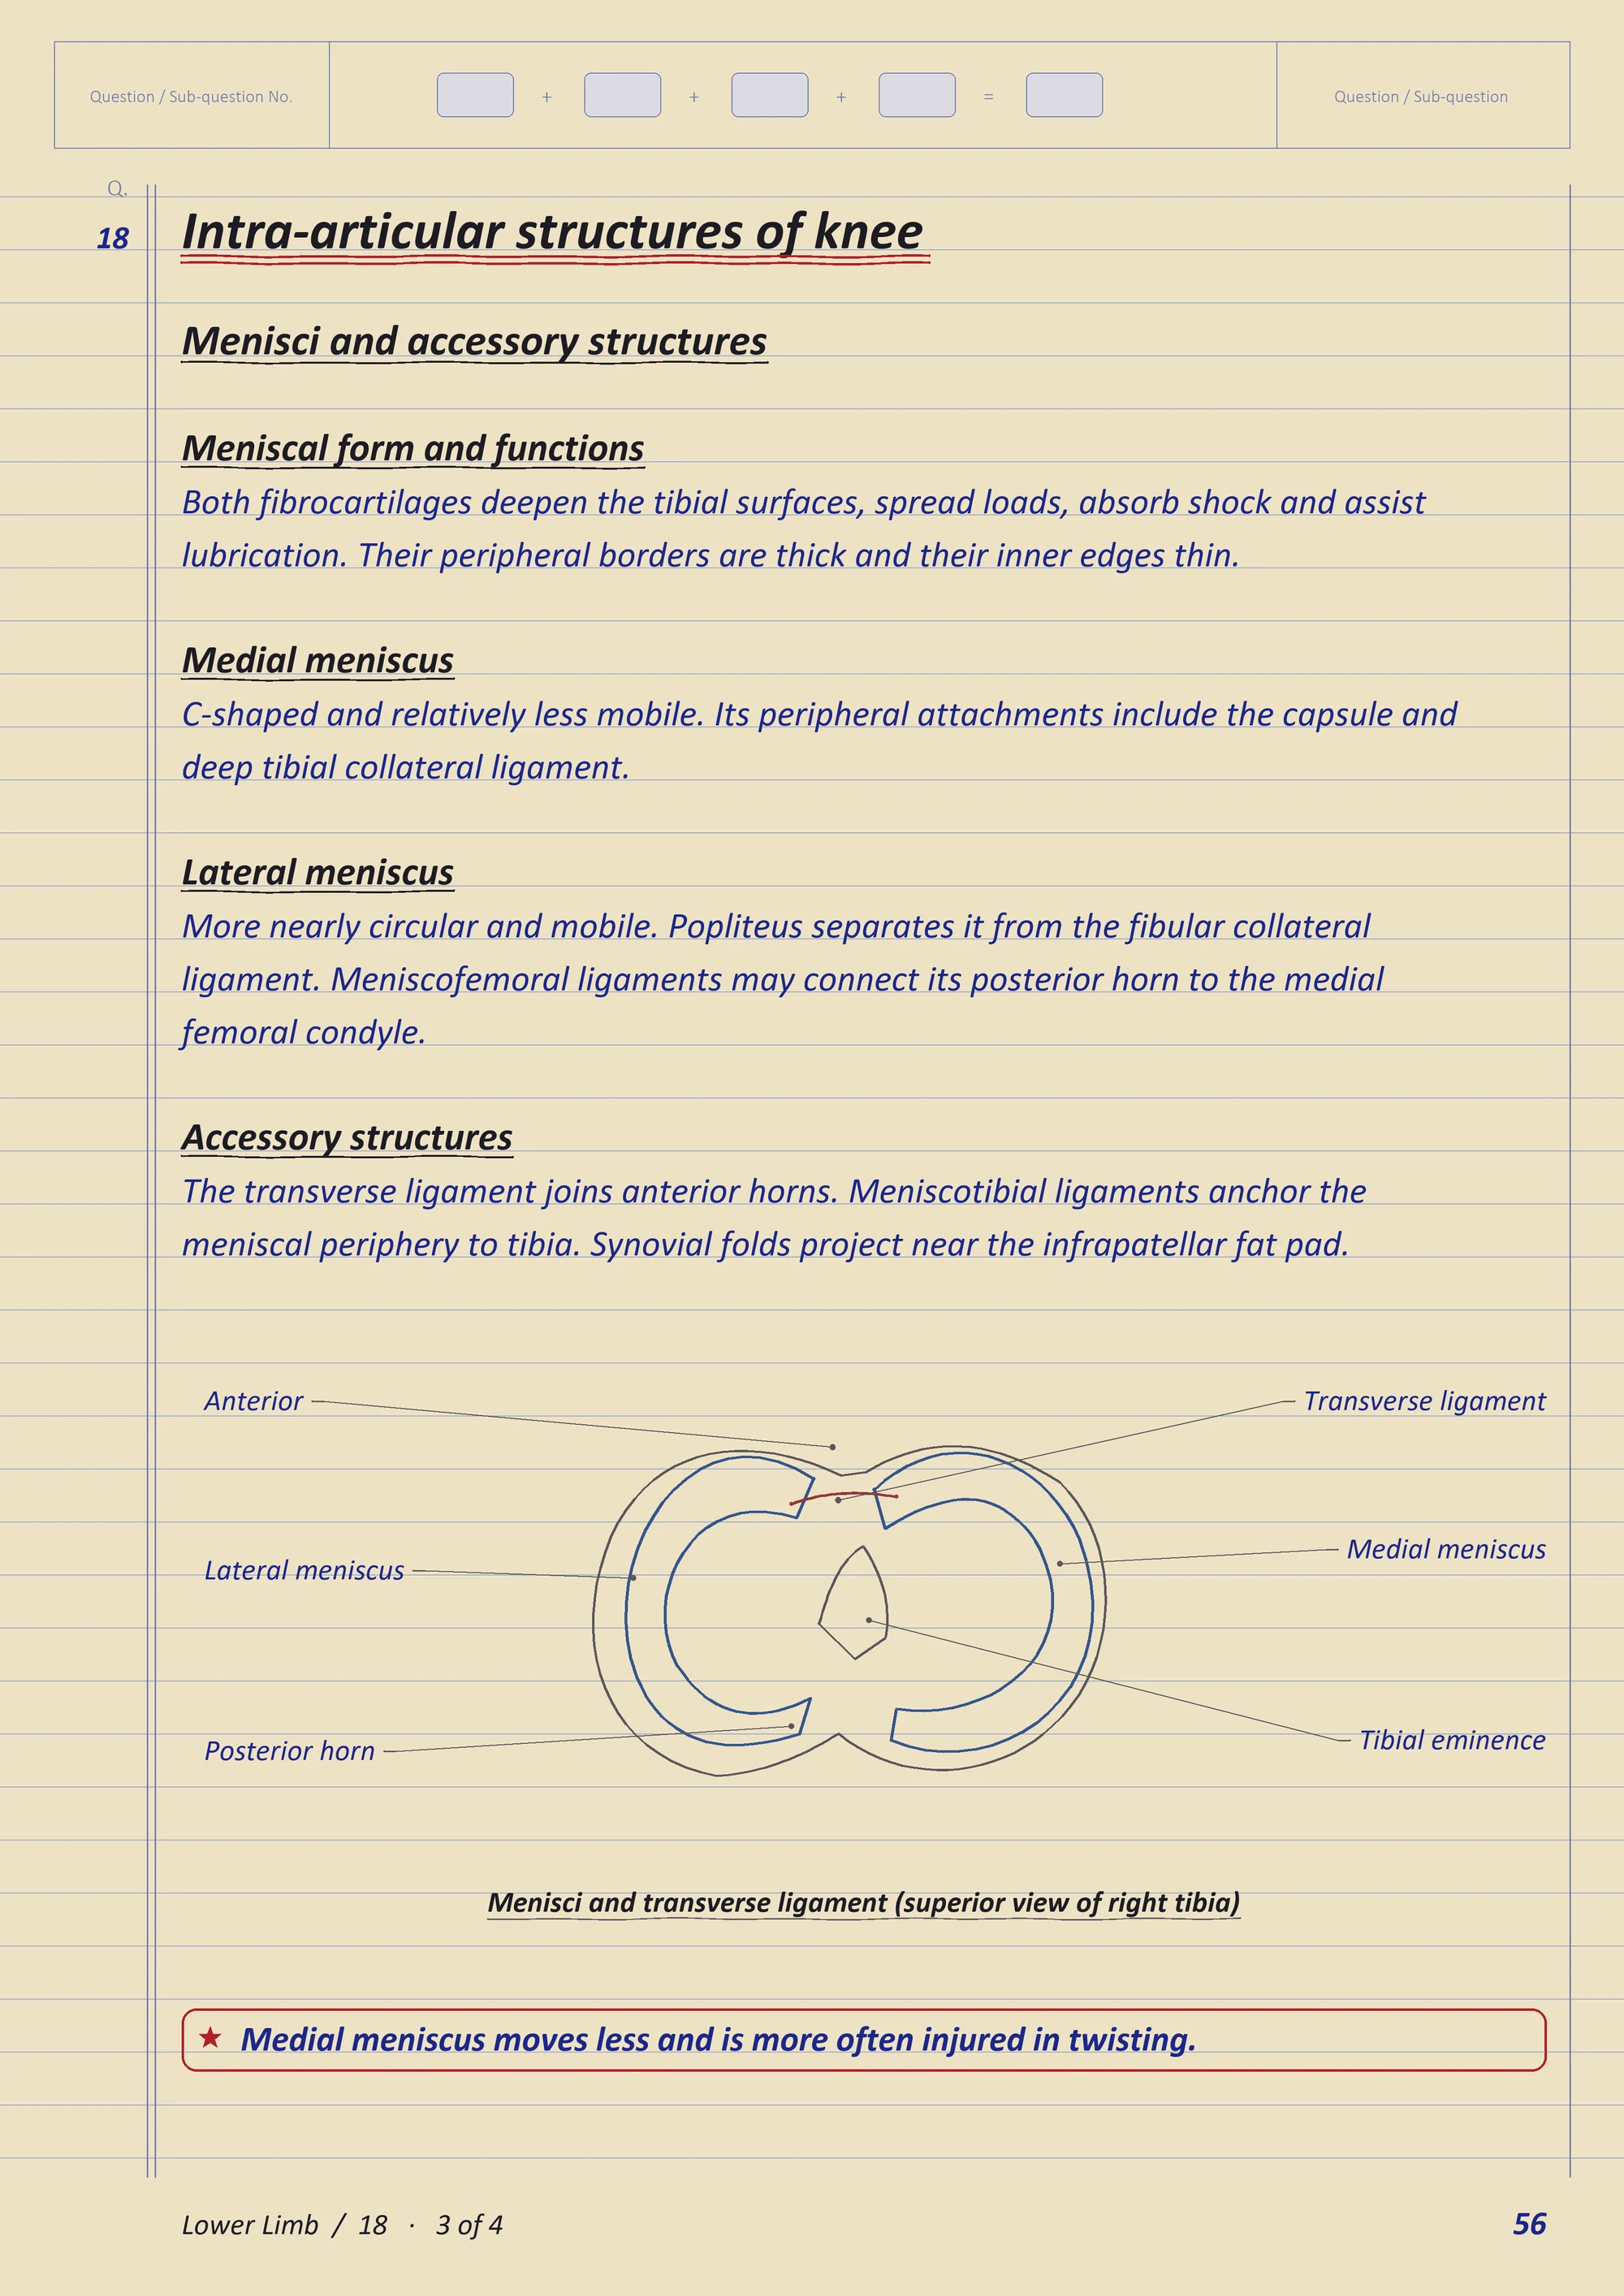 Question / Sub-question No.
+ + + =
Question / Sub-question
Q.
18
Intra-articular structures of knee
Menisci and accessory structures
Meniscal form and functions
Both fibrocartilages deepen the tibial surfaces, spread loads, absorb shock and assist
lubrication. Their peripheral borders are thick and their inner edges thin.
Medial meniscus
C-shaped and relatively less mobile. Its peripheral attachments include the capsule and
deep tibial collateral ligament.
Lateral meniscus
More nearly circular and mobile. Popliteus separates it from the fibular collateral
ligament. Meniscofemoral ligaments may connect its posterior horn to the medial
femoral condyle.
Accessory structures
The transverse ligament joins anterior horns. Meniscotibial ligaments anchor the
meniscal periphery to tibia. Synovial folds project near the infrapatellar fat pad.
Anterior
Transverse ligament
Medial meniscus
Lateral meniscus
Tibial eminence
Posterior horn
Menisci and transverse ligament (superior view of right tibia)
★ Medial meniscus moves less and is more often injured in twisting.
Lower Limb / 18 · 3 of 4
56